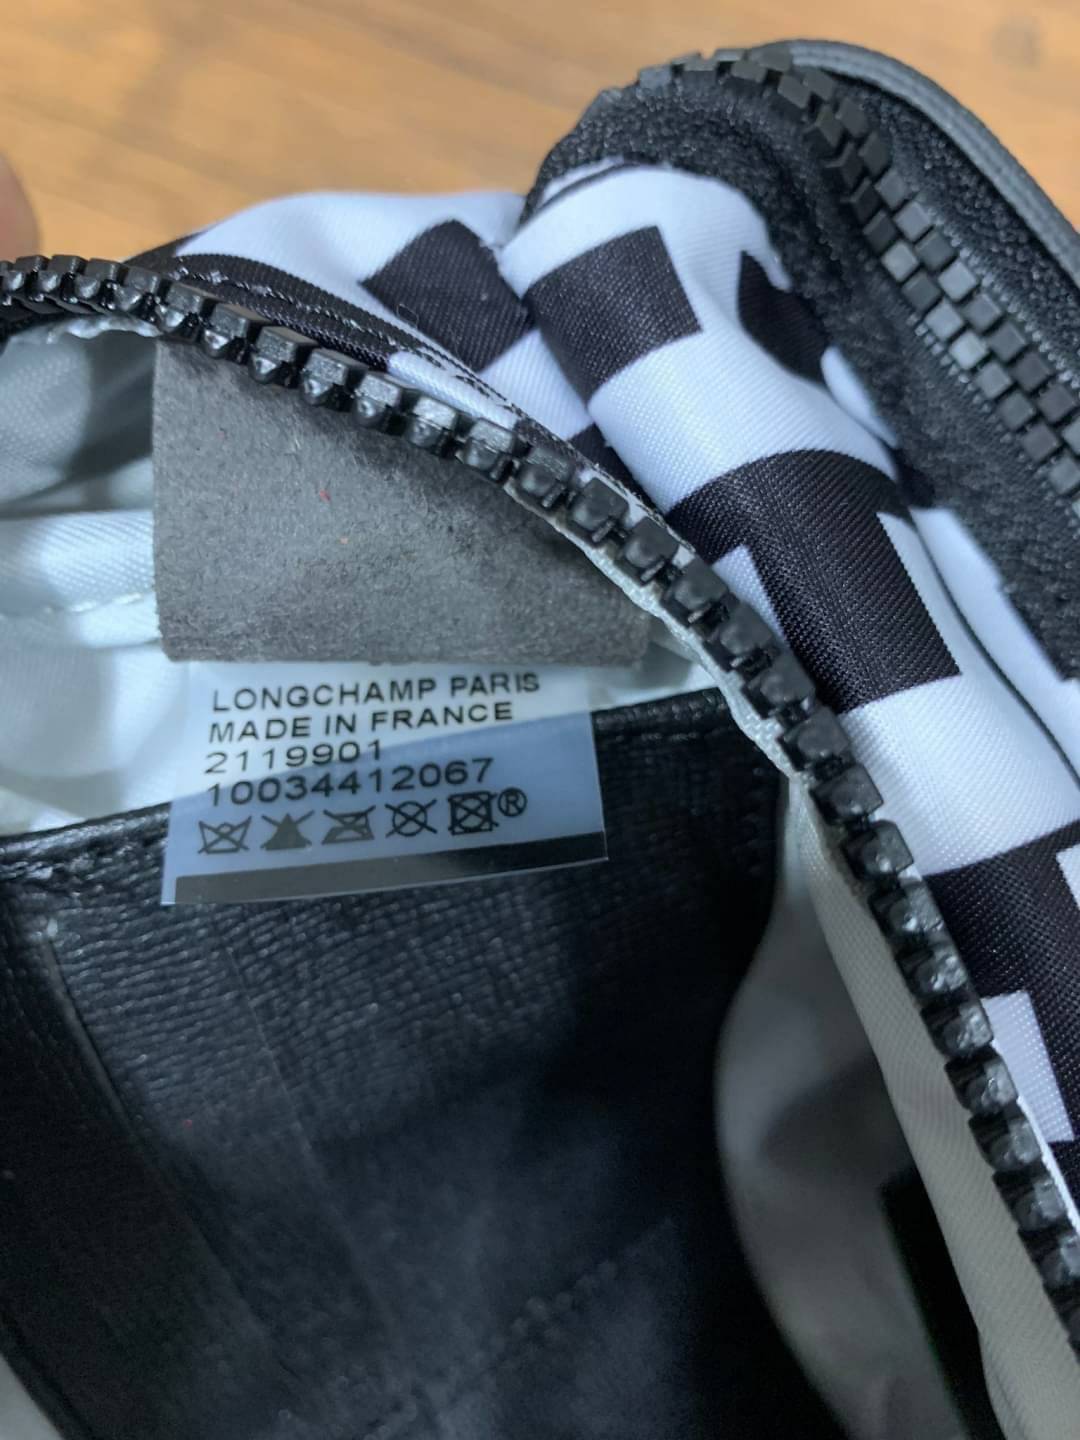 LONGCHAMP PARIS
MADE IN FRANCE
2119901
10034412067
®